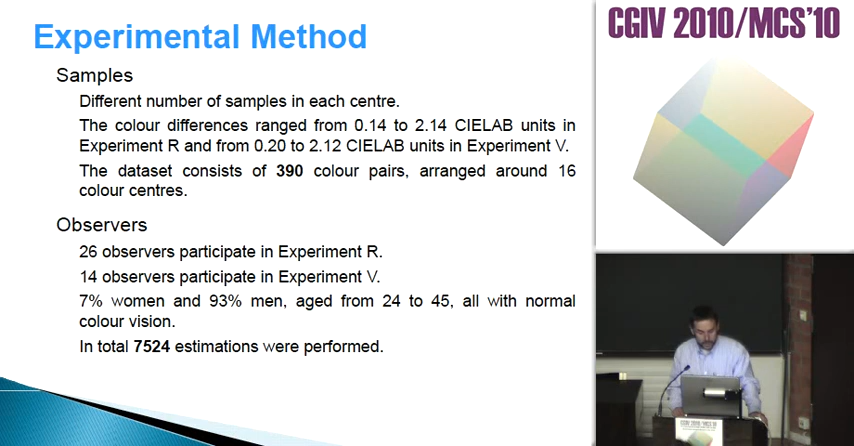 Experimental Method
Samples
Different number of samples in each centre.
The colour differences ranged from 0.14 to 2.14 CIELAB units in
Experiment R and from 0.20 to 2.12 CIELAB units in Experiment V.
The dataset consists of 390 colour pairs, arranged around 16
colour centres.
Observers
26 observers participate in Experiment R.
14 observers participate in Experiment V.
7% women and 93% men, aged from 24 to 45, all with normal
colour vision.
In total 7524 estimations were performed.
CGIV 2010/MCS'10
CGIV 2010/MCS'10